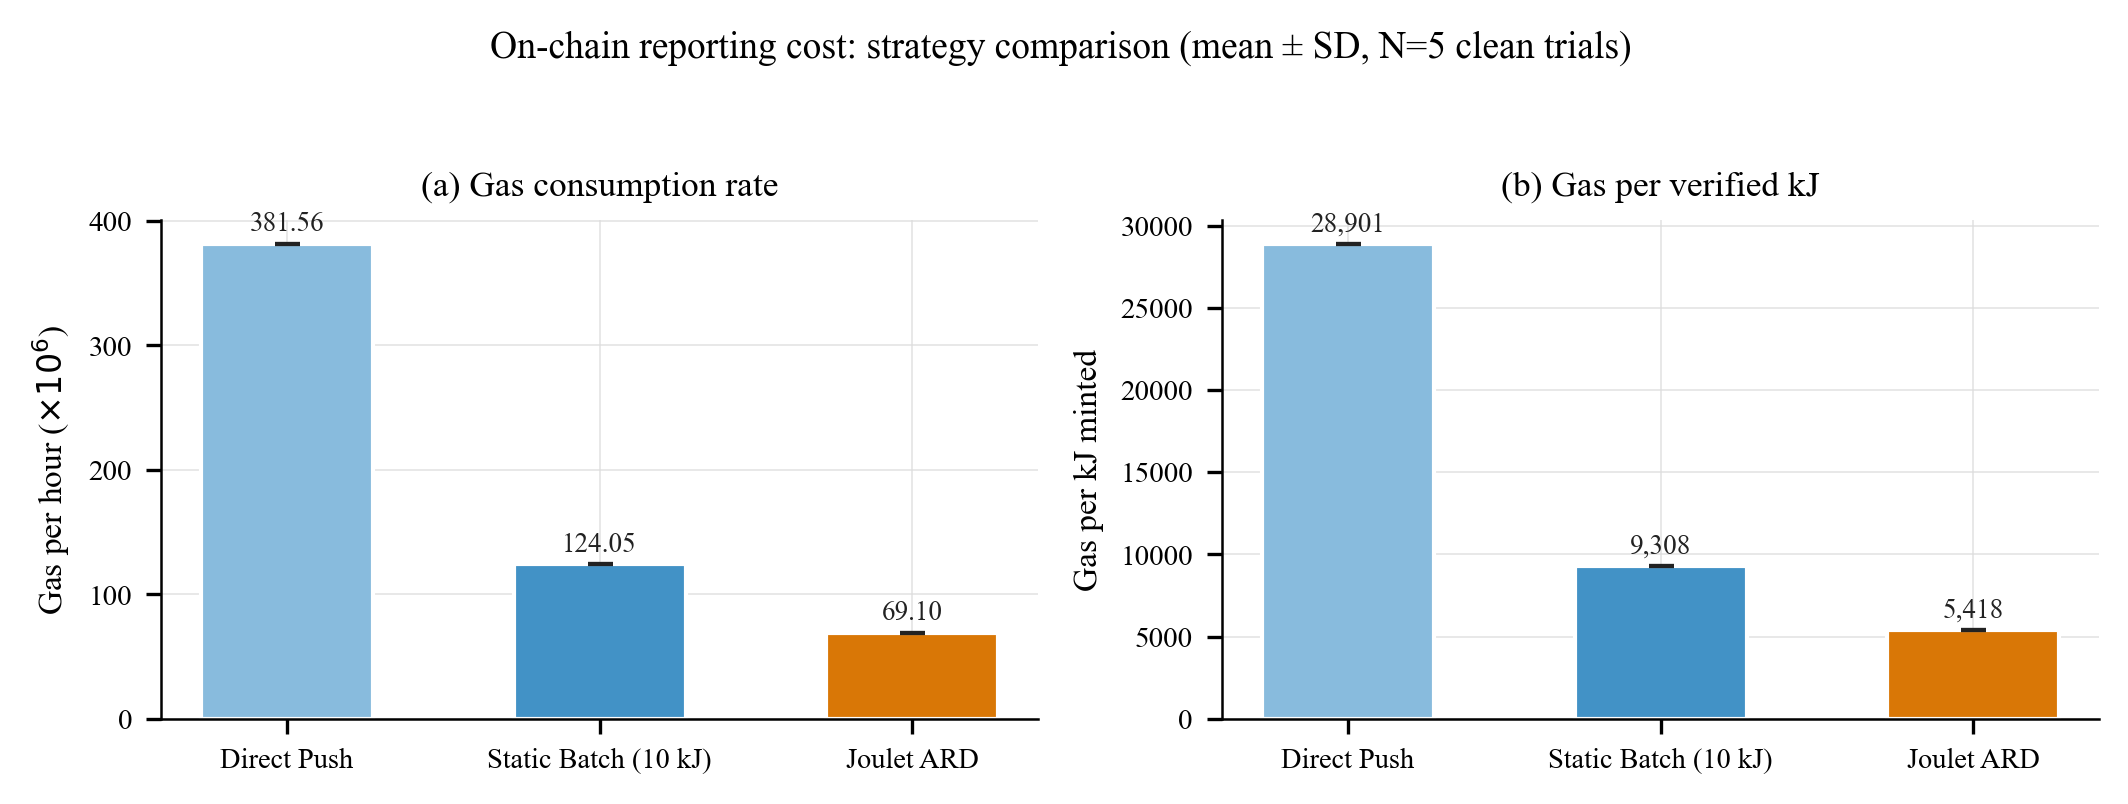 On-chain reporting cost: strategy comparison (mean ± SD, N=5 clean trials)
(a) Gas consumption rate
Gas per hour (×10⁶)
400
300
200
100
0
381.56
124.05
69.10
Direct Push
Static Batch (10 kJ)
Joulet ARD
(b) Gas per verified kJ
Gas per kJ minted
30000
25000
20000
15000
10000
5000
0
28,901
9,308
5,418
Direct Push
Static Batch (10 kJ)
Joulet ARD